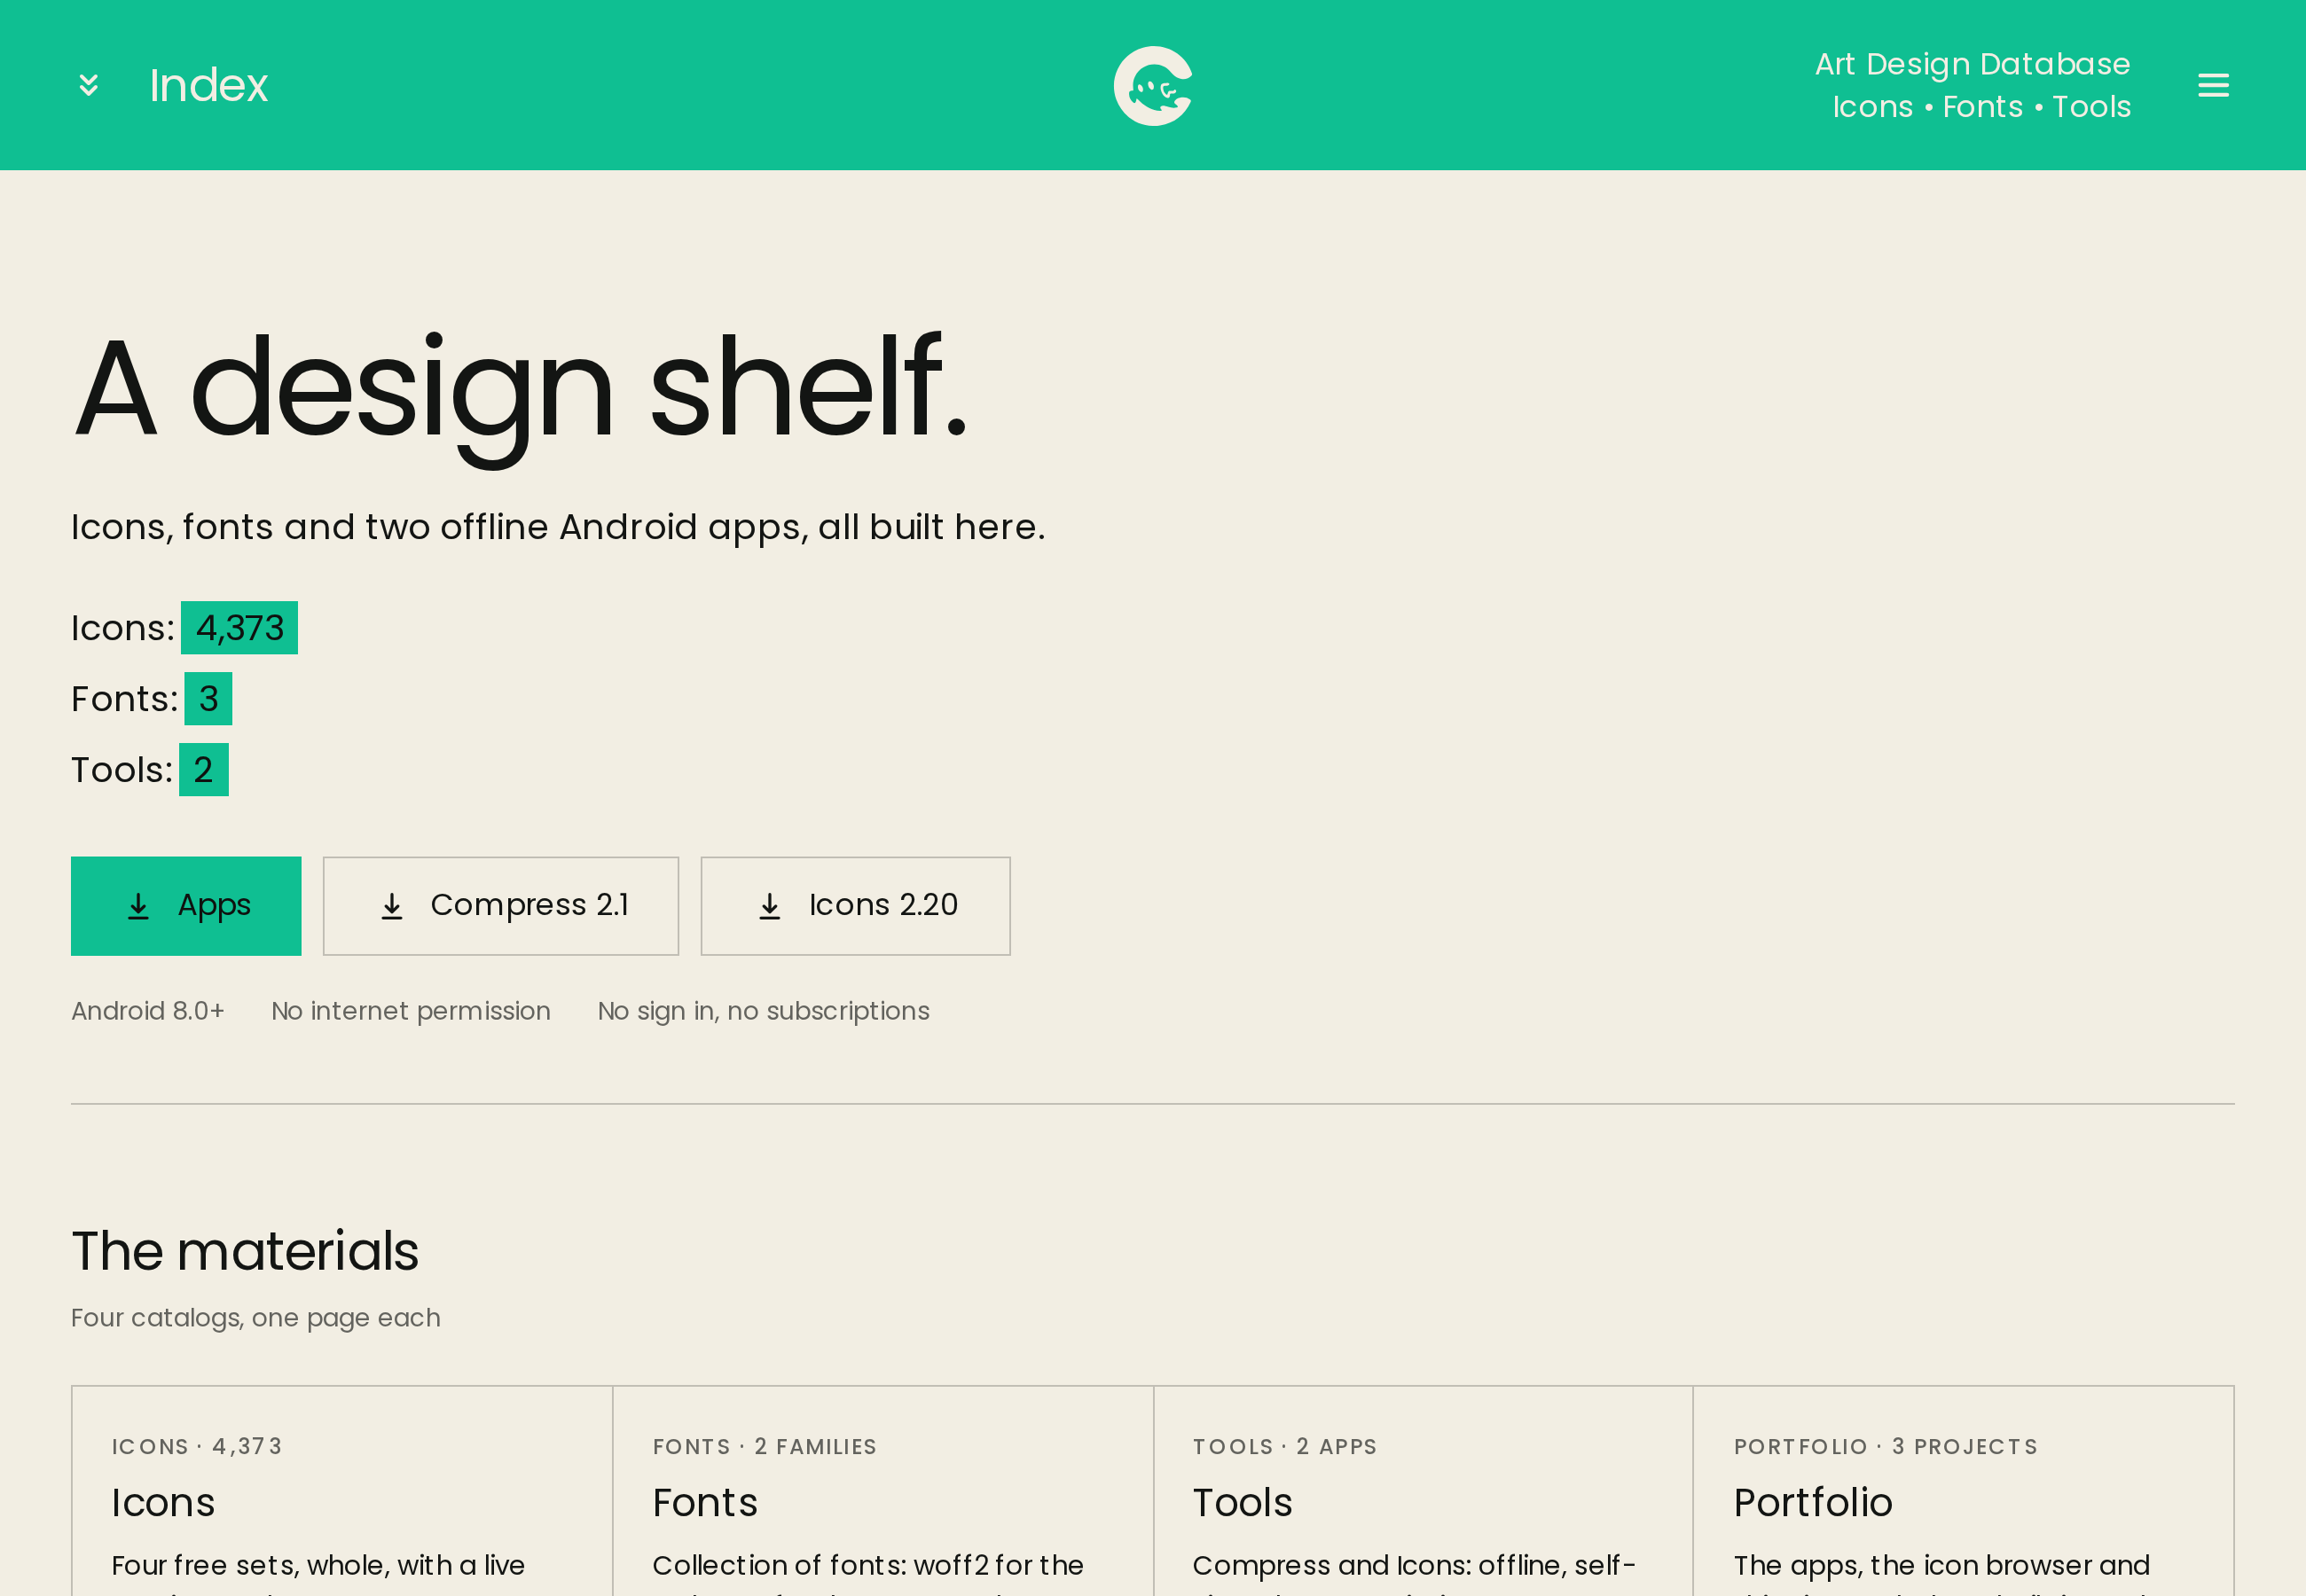 Index
Art Design Database
Icons • Fonts • Tools
A design shelf.
Icons, fonts and two offline Android apps, all built here.
Icons: 4,373
Fonts: 3
Tools: 2
Apps
Compress 2.1
Icons 2.20
Android 8.0+ No internet permission No sign in, no subscriptions
The materials
Four catalogs, one page each
ICONS · 4,373
Icons
Four free sets, whole, with a live
FONTS · 2 FAMILIES
Fonts
Collection of fonts: woff2 for the
TOOLS · 2 APPS
Tools
Compress and Icons: offline, self-
PORTFOLIO · 3 PROJECTS
Portfolio
The apps, the icon browser and